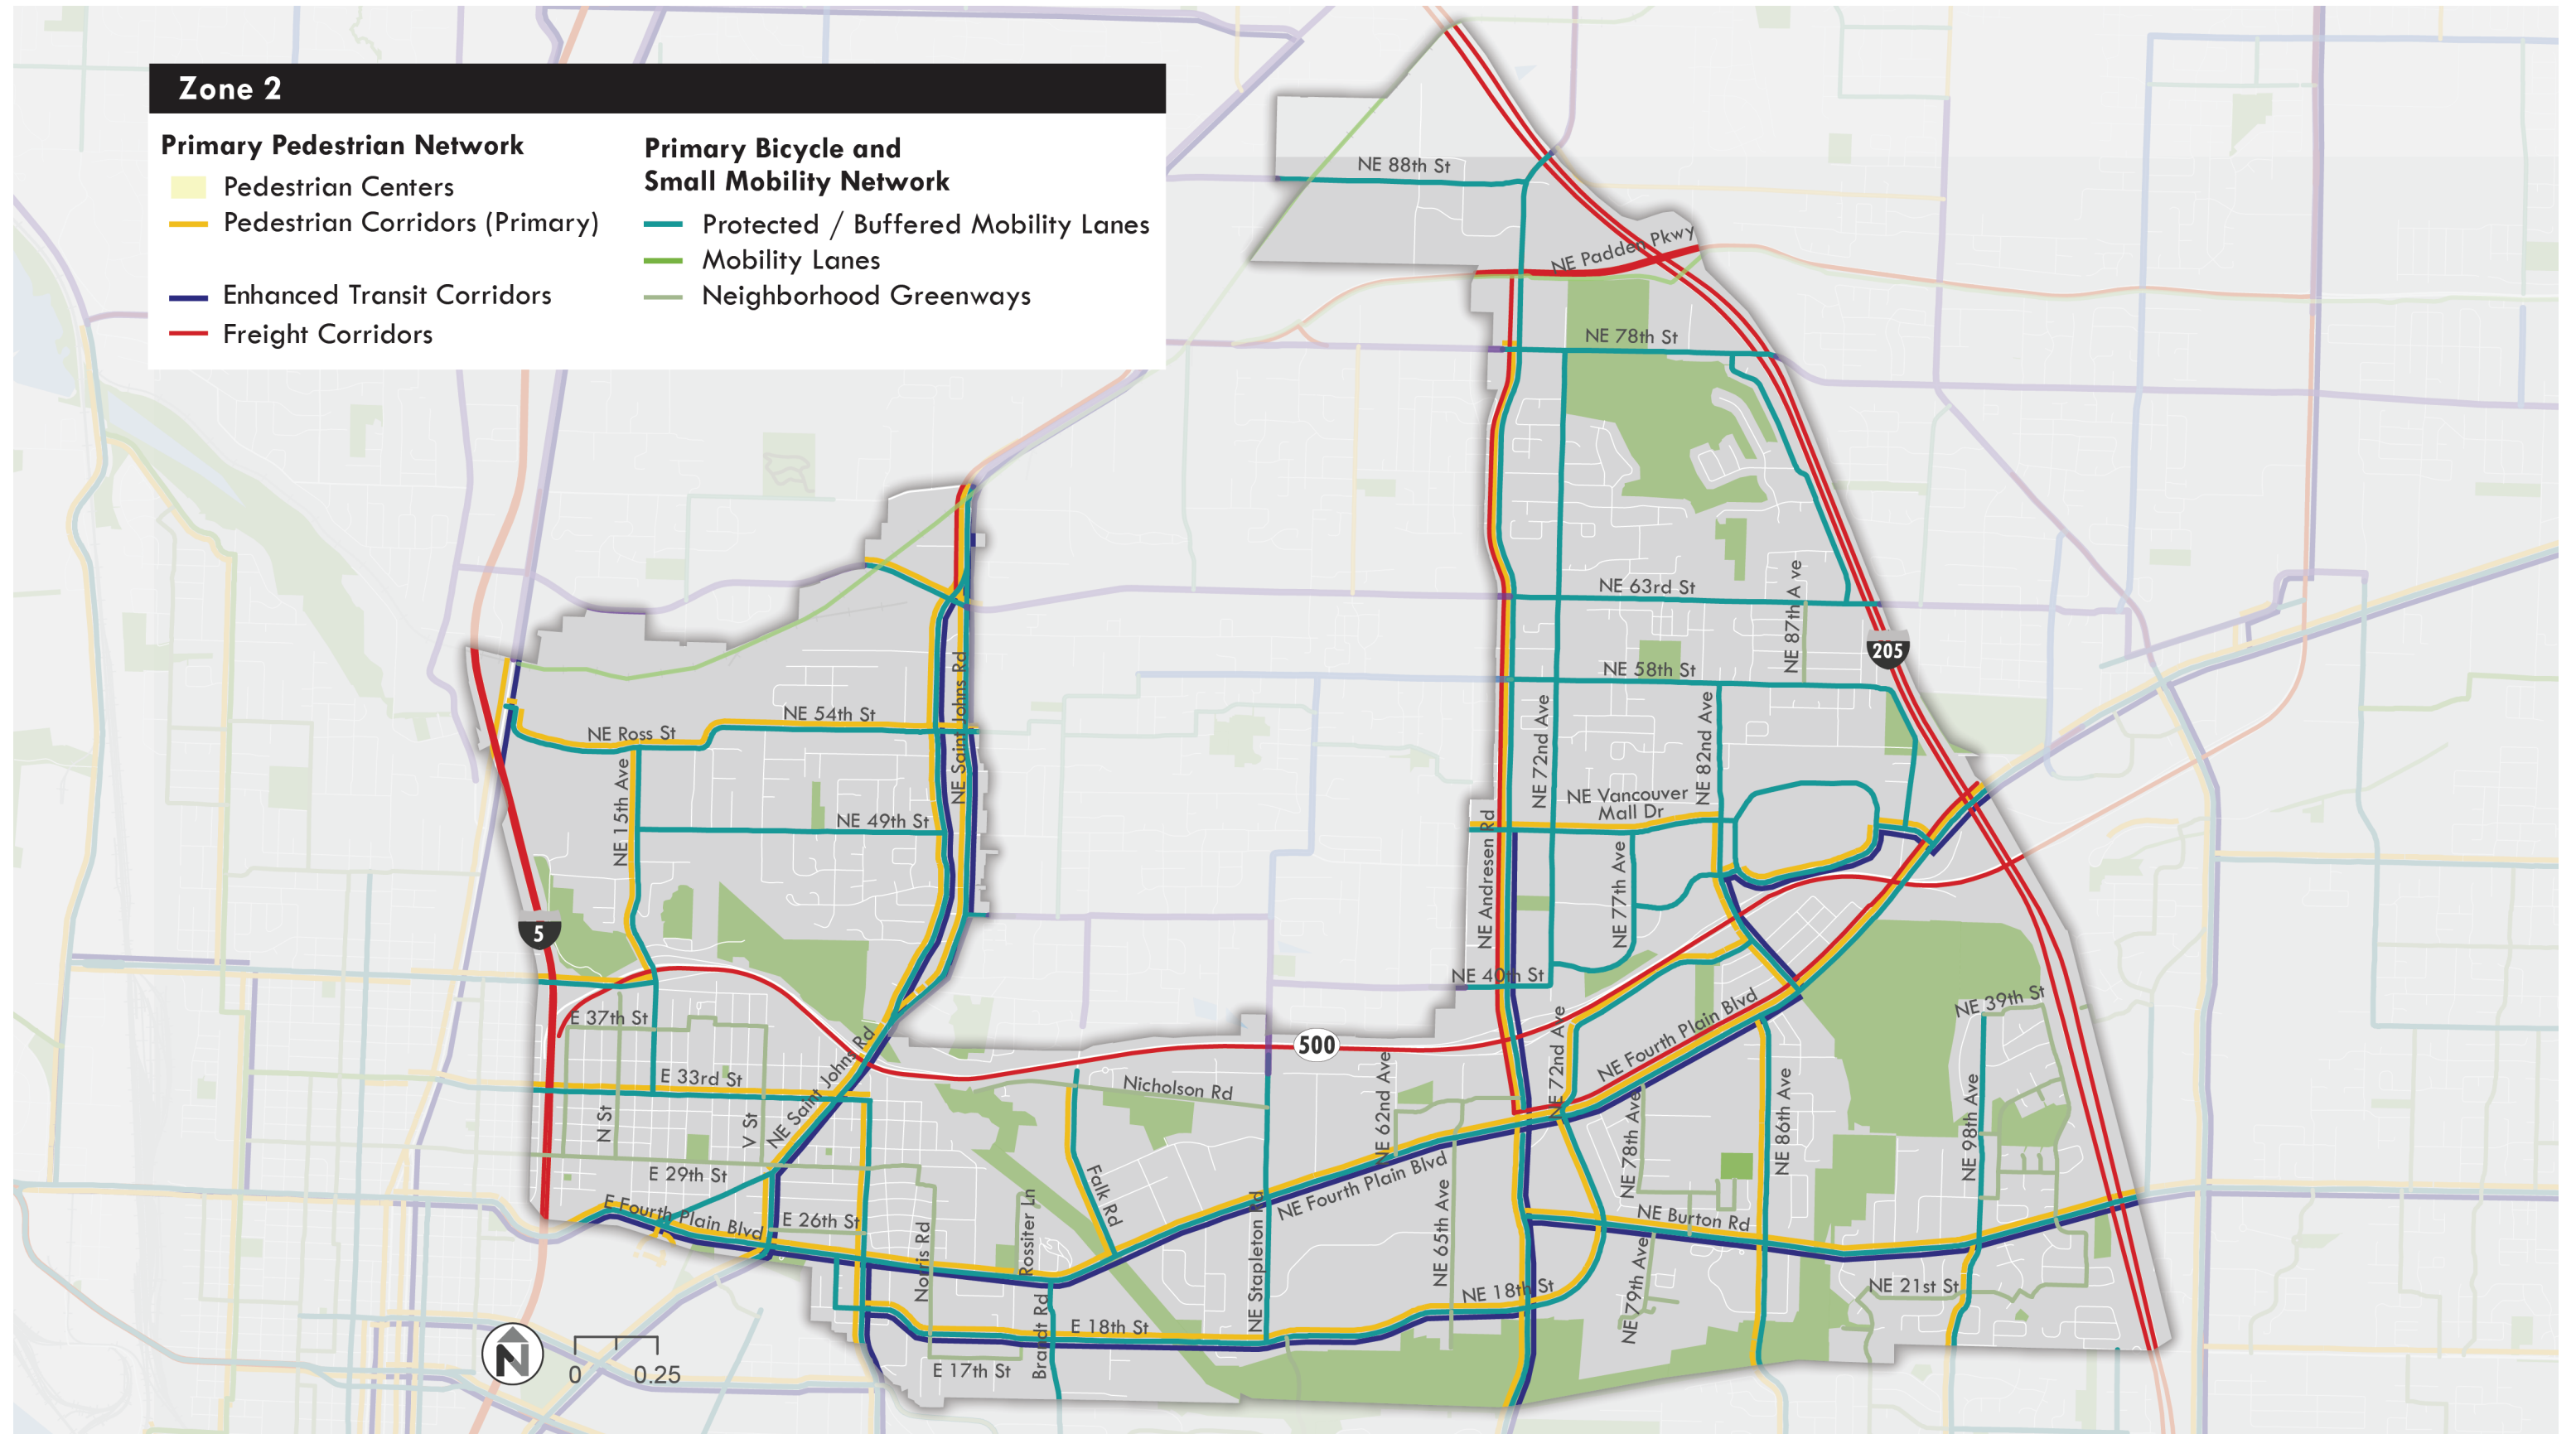 Zone 2
Primary Pedestrian Network
Pedestrian Centers
Pedestrian Corridors (Primary)
Enhanced Transit Corridors
Freight Corridors
Primary Bicycle and
Small Mobility Network
Protected / Buffered Mobility Lanes
Mobility Lanes
Neighborhood Greenways
NE 88th St
NE Padden Pkwy
NE 78th St
NE 63rd St
NE 87th A ve
205
NE 58th St
NE 72nd Ave
NE 82nd Ave
NE Saint Johns Rd
NE 54th St
NE Ross St
NE 15th Ave
NE 49th St
NE Vancouver
Mall Dr
NE Andresen Rd
NE 77th Ave
5
NE 40th St
NE 39th St
E 37th St
500
NE Fourth Plain Blvd
NE 72nd Ave
E 33rd St
NE Saint Johns Rd
Nicholson Rd
NE 62nd Ave
N St
V St
NE 78th Ave
NE 86th Ave
NE 98th Ave
E 29th St
Falk Rd
NE Fourth Plain Blvd
E Fourth Plain Blvd
E 26th St
Norris Rd
Rossiter Ln
NE Stapleton Rd
NE 65th Ave
NE Burton Rd
NE 79th Ave
NE 18th St
NE 21st St
E 18th St
Brandt Rd
E 17th St
N
0
0.25